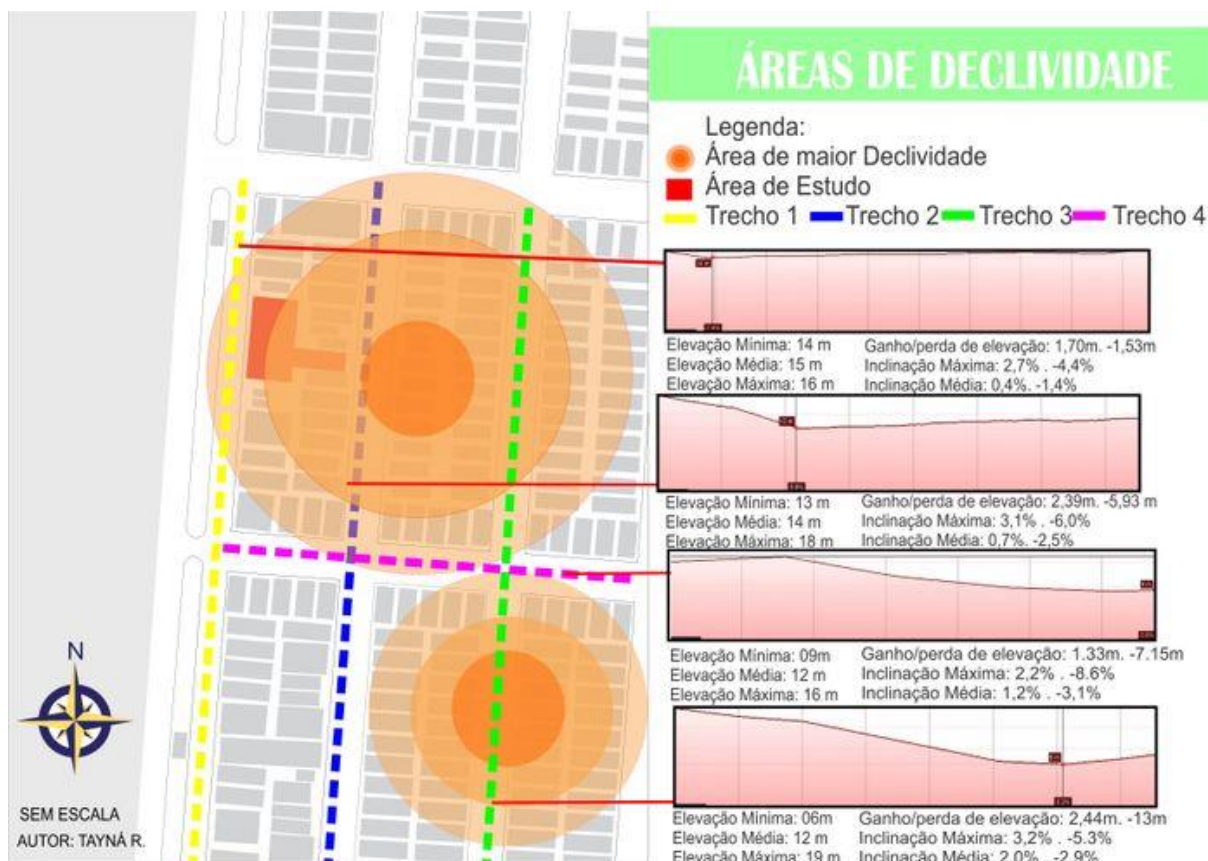 ÁREAS DE DECLIVIDADE
Legenda:
Área de maior Declividade
Área de Estudo
Trecho 1 Trecho 2 Trecho 3 Trecho 4
Elevação Mínima: 14 m Ganho/perda de elevação: 1,70m. -1,53m
Elevação Média: 15 m Inclinação Máxima: 2,7% . -4,4%
Elevação Máxima: 16 m Inclinação Média: 0,4% . -1,4%
Elevação Mínima: 13 m Ganho/perda de elevação: 2,39m. -5,93 m
Elevação Média: 14 m Inclinação Máxima: 3,1% . -6,0%
Elevação Máxima: 18 m Inclinação Média: 0,7%. -2,5%
Elevação Mínima: 09m Ganho/perda de elevação: 1.33m. -7.15m
Elevação Média: 12 m Inclinação Máxima: 2,2% . -8.6%
Elevação Máxima: 16 m Inclinação Média: 1,2% . -3,1%
Elevação Mínima: 06m Ganho/perda de elevação: 2,44m. -13m
Elevação Média: 12 m Inclinação Máxima: 3,2% . -5.3%
Elevação Máxima: 19 m Inclinação Média: 2,0% . -2,9%
N
SEM ESCALA
AUTOR: TAYNÁ R.